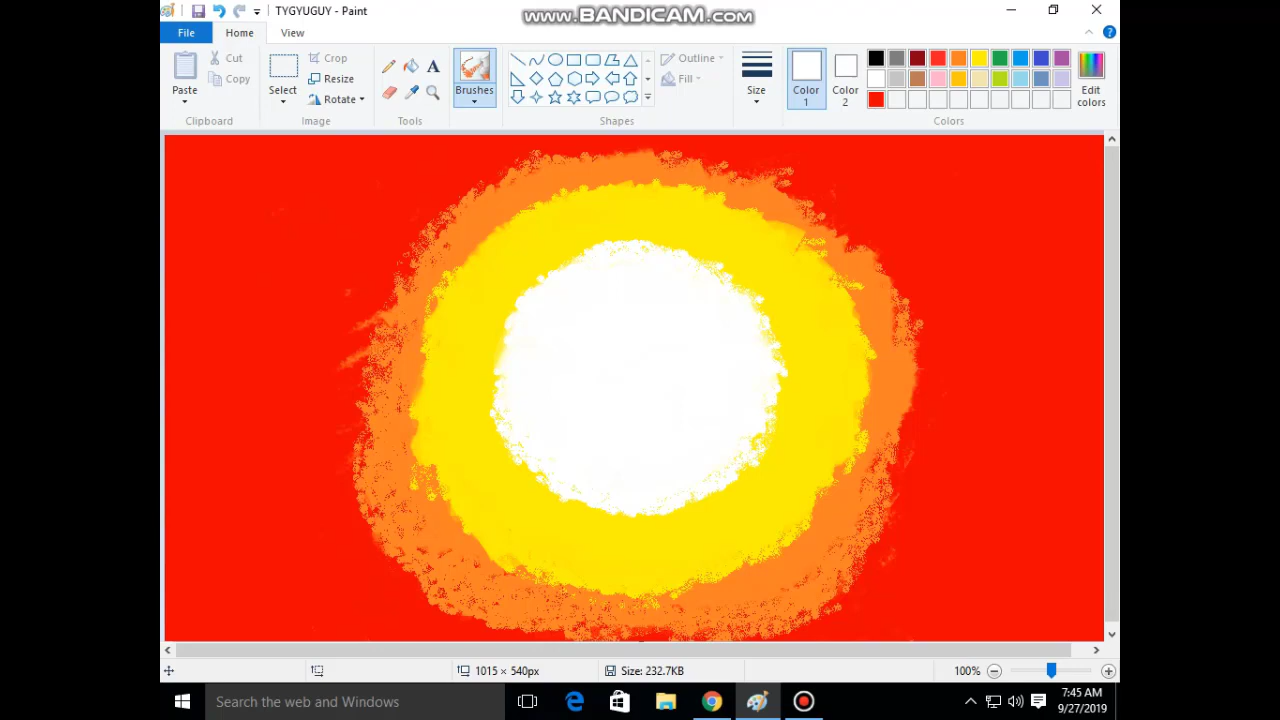 TYGYUGUY - Paint
www.BANDICAM.com
File Home View
Paste
Cut
Copy
Clipboard
Select
Crop
Resize
Rotate
Image
Tools
Brushes
Outline
Fill
Shapes
Size
Color 1
Color 2
Edit colors
Colors
1015 × 540px
Size: 232.7KB
100%
Search the web and Windows
7:45 AM
9/27/2019